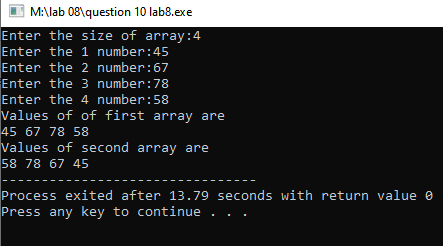 M:\lab 08\question 10 lab8.exe
Enter the size of array:4
Enter the 1 number:45
Enter the 2 number:67
Enter the 3 number:78
Enter the 4 number:58
Values of of first array are
45 67 78 58
Values of second array are
58 78 67 45
--------------------------------
Process exited after 13.79 seconds with return value 0
Press any key to continue . . .